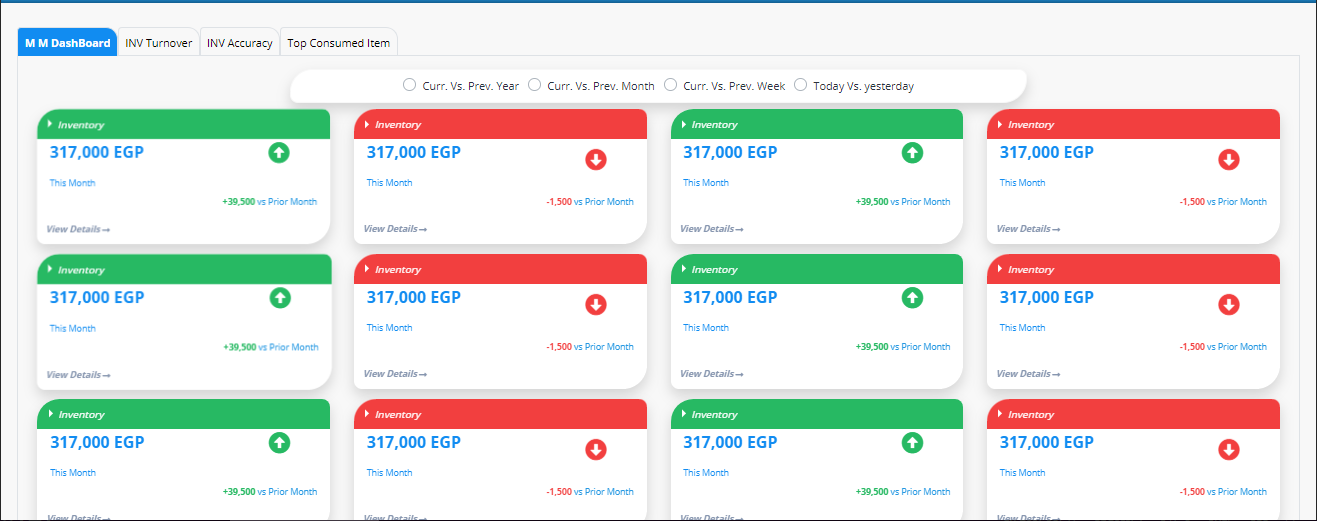 M M DashBoard INV Turnover INV Accuracy Top Consumed Item
Curr. Vs. Prev. Year Curr. Vs. Prev. Month Curr. Vs. Prev. Week Today Vs. yesterday
Inventory Inventory Inventory Inventory
317,000 EGP 317,000 EGP 317,000 EGP 317,000 EGP
This Month This Month This Month This Month
+39,500 vs Prior Month -1,500 vs Prior Month +39,500 vs Prior Month -1,500 vs Prior Month
View Details→ View Details→ View Details→ View Details→
Inventory Inventory Inventory Inventory
317,000 EGP 317,000 EGP 317,000 EGP 317,000 EGP
This Month This Month This Month This Month
+39,500 vs Prior Month -1,500 vs Prior Month +39,500 vs Prior Month -1,500 vs Prior Month
View Details→ View Details→ View Details→ View Details→
Inventory Inventory Inventory Inventory
317,000 EGP 317,000 EGP 317,000 EGP 317,000 EGP
This Month This Month This Month This Month
+39,500 vs Prior Month -1,500 vs Prior Month +39,500 vs Prior Month -1,500 vs Prior Month
View Details→ View Details→ View Details→ View Details→